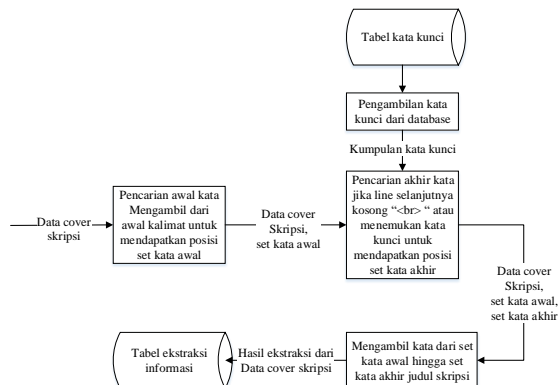 Tabel kata kunci
Pengambilan kata
kunci dari database
Kumpulan kata kunci
Data cover
skripsi
Pencarian awal kata
Mengambil dari
awal kalimat untuk
mendapatkan posisi
set kata awal
Data cover
Skripsi,
set kata awal
Pencarian akhir kata
jika line selanjutnya
kosong “<br> “ atau
menemukan kata
kunci untuk
mendapatkan posisi
set kata akhir
Data cover
Skripsi,
set kata awal,
set kata akhir
Mengambil kata dari set
kata awal hingga set
kata akhir judul skripsi
Hasil ekstraksi dari
Data cover skripsi
Tabel ekstraksi
informasi